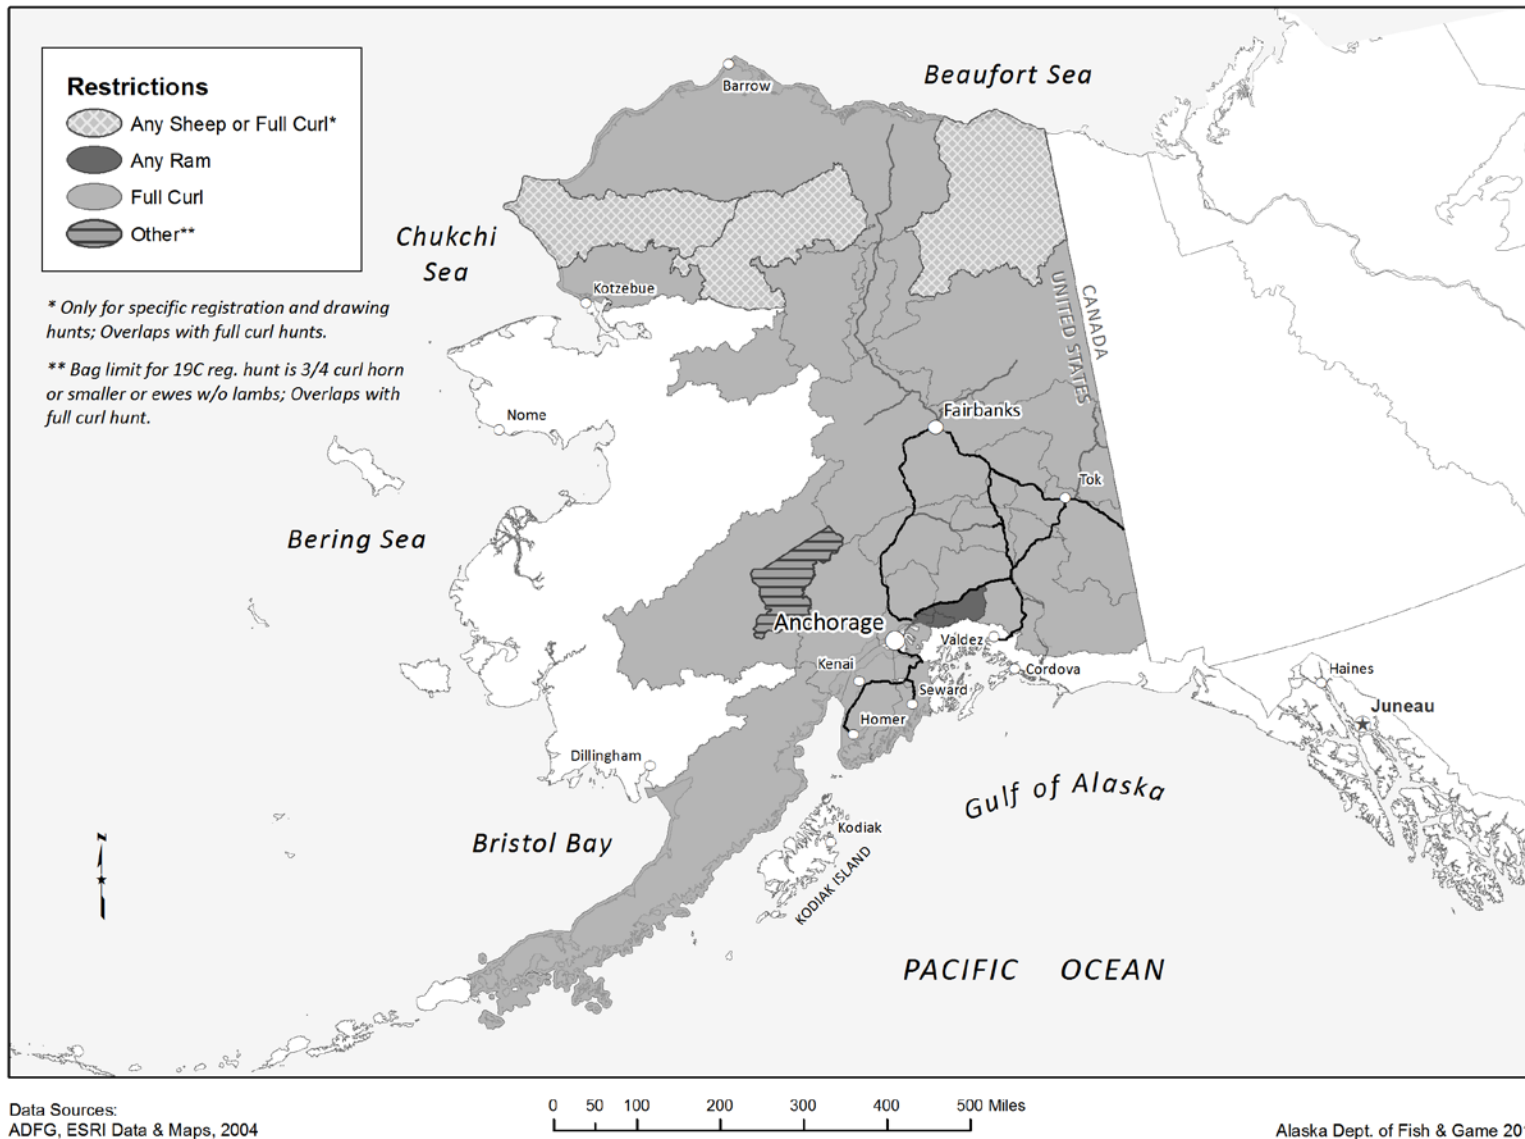 Restrictions
Any Sheep or Full Curl*
Any Ram
Full Curl
Other**
* Only for specific registration and drawing
hunts; Overlaps with full curl hunts.
** Bag limit for 19C reg. hunt is 3/4 curl horn
or smaller or ewes w/o lambs; Overlaps with
full curl hunt.
Beaufort Sea
Barrow
Chukchi
Sea
Kotzebue
CANADA
UNITED STATES
Nome
Fairbanks
Tok
Bering Sea
Anchorage
Valdez
Kenai
Cordova
Haines
Seward
Juneau
Homer
Dillingham
Gulf of Alaska
Bristol Bay
Kodiak
KODIAK ISLAND
N
PACIFIC OCEAN
Data Sources:
ADFG, ESRI Data & Maps, 2004
0 50 100 200 300 400 500 Miles
Alaska Dept. of Fish & Game 20